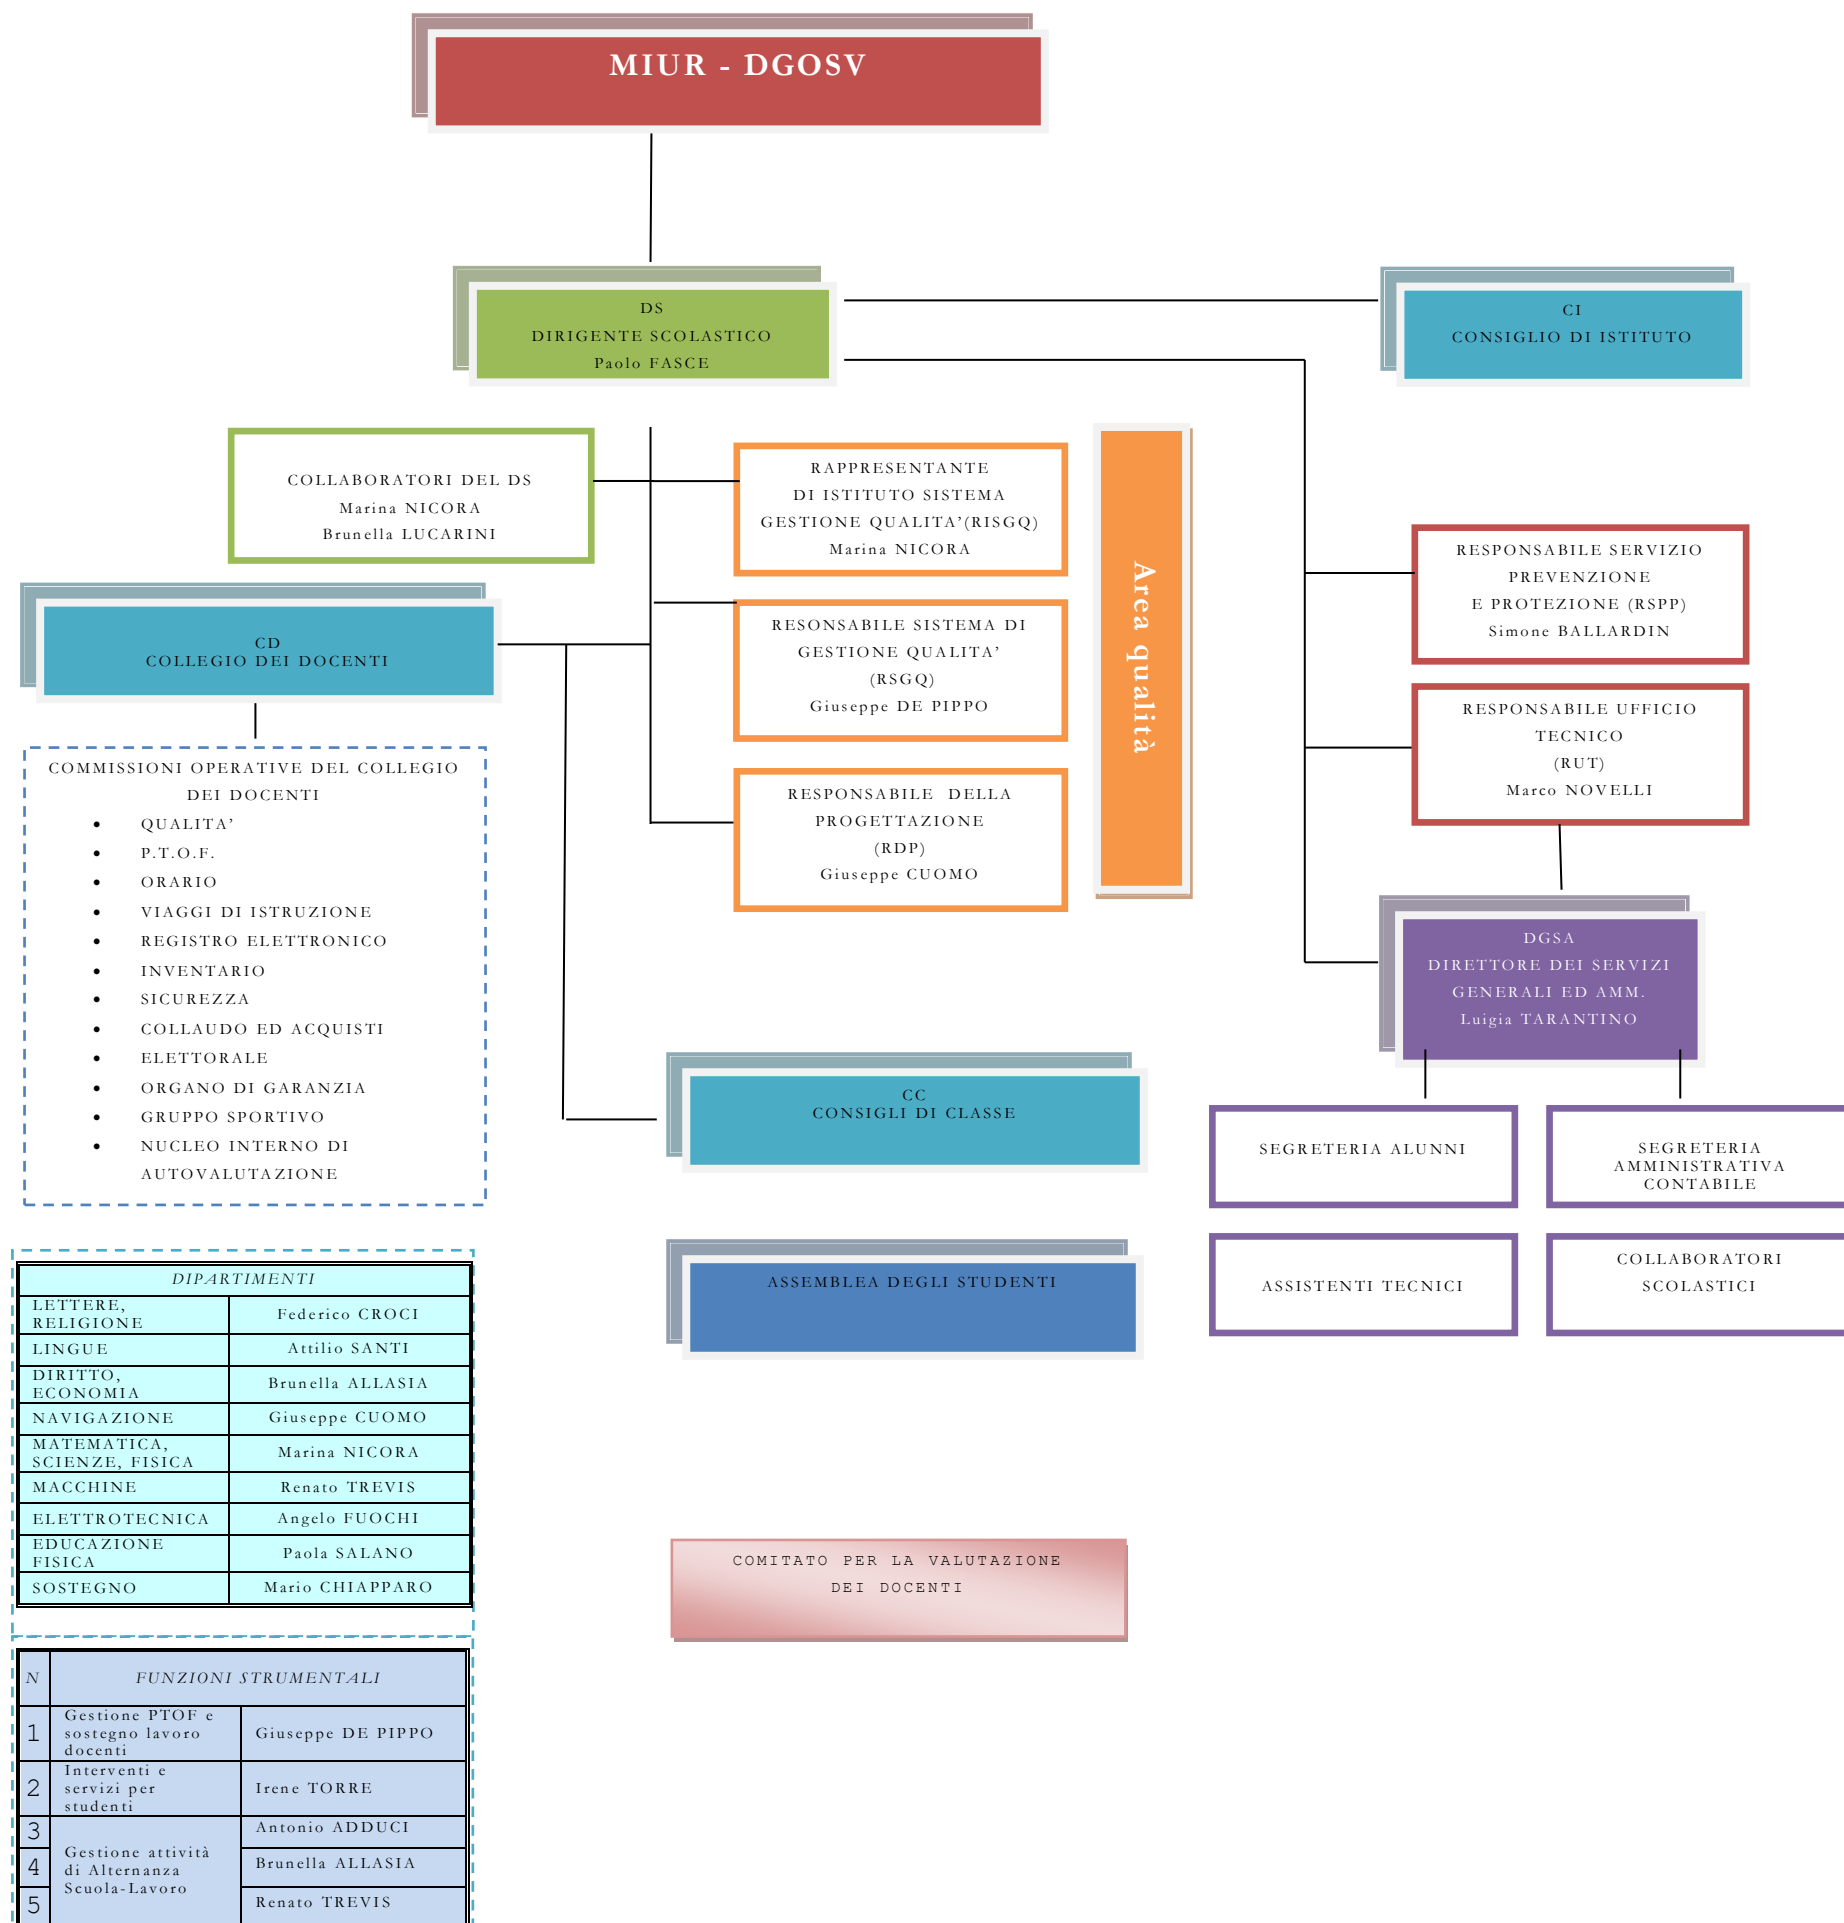 MIUR - DGOSV
DS
DIRIGENTE SCOLASTICO
Paolo FASCE
CI
CONSIGLIO DI ISTITUTO
COLLABORATORI DEL DS
Marina NICORA
Brunella LUCARINI
RAPPRESENTANTE
DI ISTITUTO SISTEMA
GESTIONE QUALITA’(RISGQ)
Marina NICORA
Area qualità
RESPONSABILE SERVIZIO
PREVENZIONE
E PROTEZIONE (RSPP)
Simone BALLARDIN
CD
COLLEGIO DEI DOCENTI
RESONSABILE SISTEMA DI
GESTIONE QUALITA’
(RSGQ)
Giuseppe DE PIPPO
RESPONSABILE UFFICIO
TECNICO
(RUT)
Marco NOVELLI
COMMISSIONI OPERATIVE DEL COLLEGIO
DEI DOCENTI
• QUALITA’
• P.T.O.F.
• ORARIO
• VIAGGI DI ISTRUZIONE
• REGISTRO ELETTRONICO
• INVENTARIO
• SICUREZZA
• COLLAUDO ED ACQUISTI
• ELETTORALE
• ORGANO DI GARANZIA
• GRUPPO SPORTIVO
• NUCLEO INTERNO DI
AUTOVALUTAZIONE
RESPONSABILE DELLA
PROGETTAZIONE
(RDP)
Giuseppe CUOMO
DGSA
DIRETTORE DEI SERVIZI
GENERALI ED AMM.
Luigia TARANTINO
CC
CONSIGLI DI CLASSE
SEGRETERIA ALUNNI
SEGRETERIA
AMMINISTRATIVA
CONTABILE
ASSEMBLEA DEGLI STUDENTI
ASSISTENTI TECNICI
COLLABORATORI
SCOLASTICI
DIPARTIMENTI
LETTERE,
RELIGIONE
Federico CROCI
LINGUE
Attilio SANTI
DIRITTO,
ECONOMIA
Brunella ALLASIA
NAVIGAZIONE
Giuseppe CUOMO
MATEMATICA,
SCIENZE, FISICA
Marina NICORA
MACCHINE
Renato TREVIS
ELETTROTECNICA
Angelo FUOCHI
EDUCAZIONE
FISICA
Paola SALANO
SOSTEGNO
Mario CHIAPPARO
COMITATO PER LA VALUTAZIONE
DEI DOCENTI
N
FUNZIONI STRUMENTALI
1
Gestione PTOF e
sostegno lavoro
docenti
Giuseppe DE PIPPO
2
Interventi e
servizi per
studenti
Irene TORRE
3
Antonio ADDUCI
4
Gestione attività
di Alternanza
Scuola-Lavoro
Brunella ALLASIA
5
Renato TREVIS